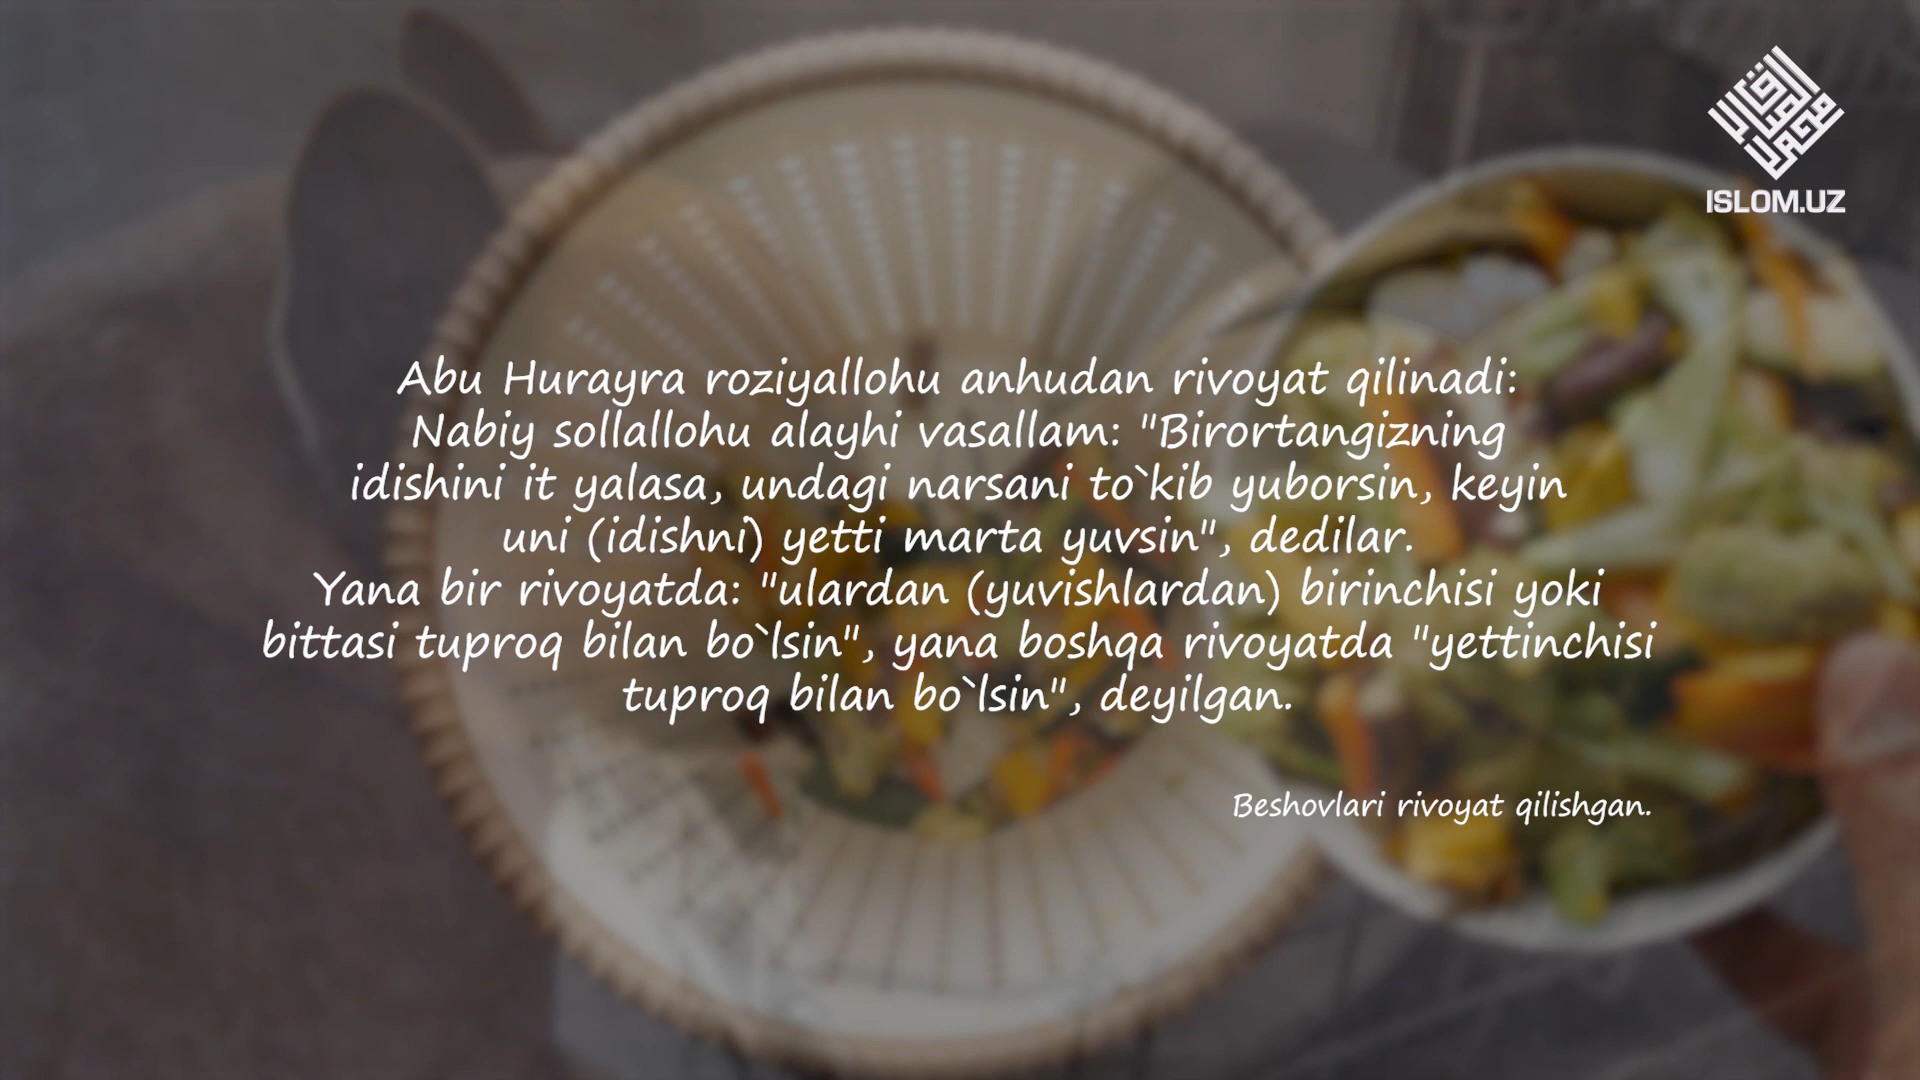 ISLOM.UZ
Abu Hurayra roziyallohu anhudan rivoyat qilinadi:
Nabiy sollallohu alayhi vasallam: "Birortangizning
idishini it yalasa, undagi narsani to`kib yuborsin, keyin
uni (idishni) yetti marta yuvsin", dedilar.
Yana bir rivoyatda: "ulardan (yuvishlardan) birinchisi yoki
bittasi tuproq bilan bo`lsin", yana boshqa rivoyatda "yettinchisi
tuproq bilan bo`lsin", deyilgan.
Beshovlari rivoyat qilishgan.